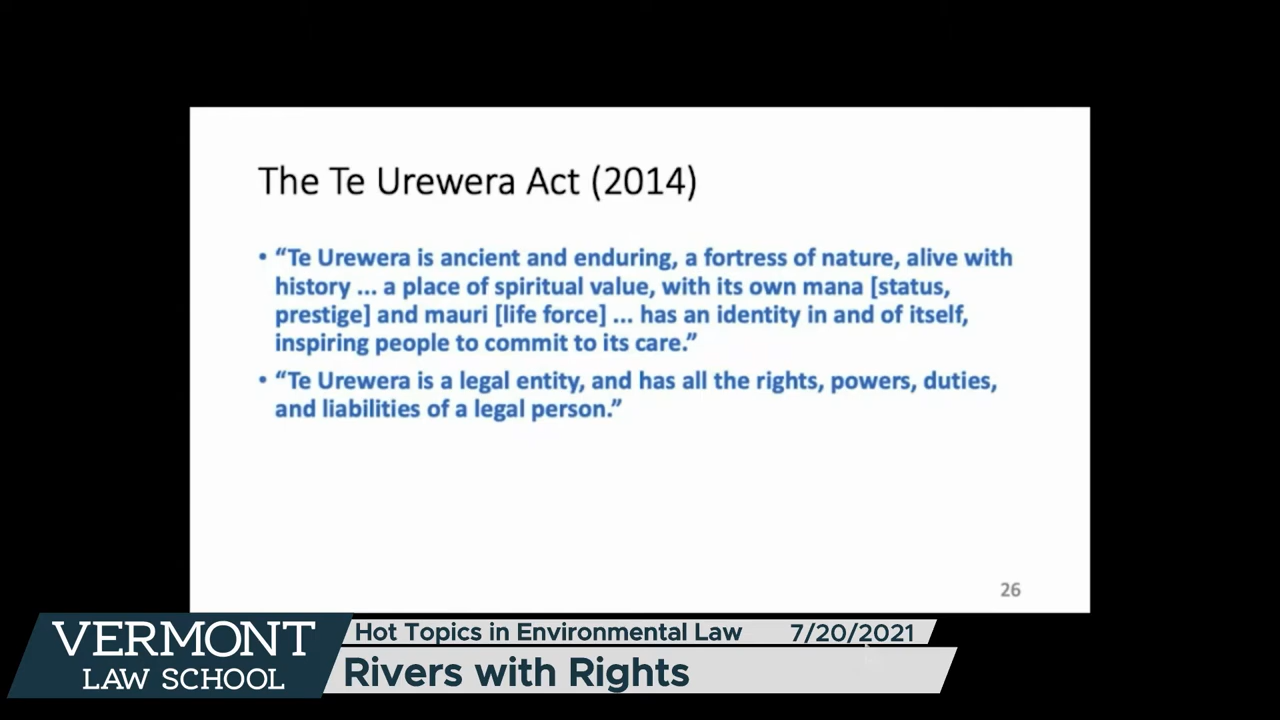 The Te Urewera Act (2014)
• “Te Urewera is ancient and enduring, a fortress of nature, alive with
history ... a place of spiritual value, with its own mana [status,
prestige] and mauri [life force] ... has an identity in and of itself,
inspiring people to commit to its care.”
• “Te Urewera is a legal entity, and has all the rights, powers, duties,
and liabilities of a legal person.”
26
VERMONT
LAW SCHOOL
Hot Topics in Environmental Law 7/20/2021
Rivers with Rights